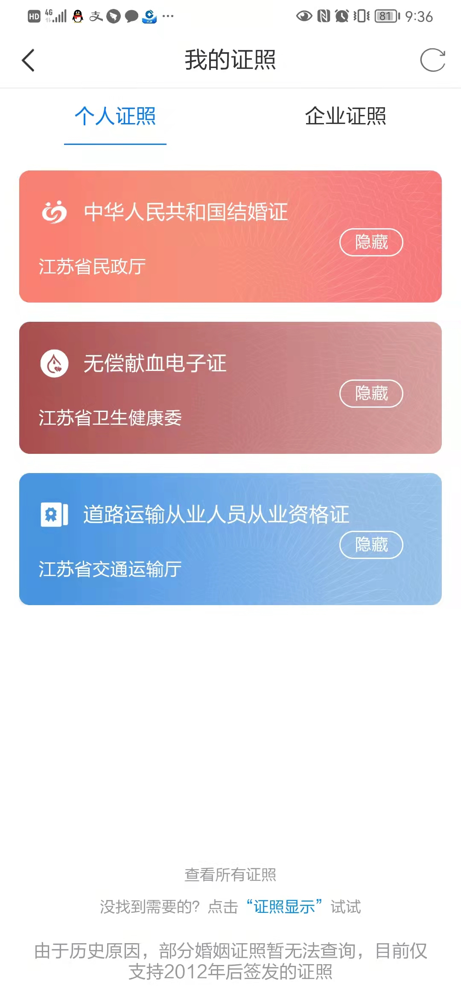 HD 4G 支 5.0 ··· 81 9:36
我的证照
个人证照 企业证照
中华人民共和国结婚证
隐藏
江苏省民政厅
无偿献血电子证
隐藏
江苏省卫生健康委
道路运输从业人员从业资格证
隐藏
江苏省交通运输厅
查看所有证照
没找到需要的？点击“证照显示”试试
由于历史原因，部分婚姻证照暂无法查询，目前仅
支持2012年后签发的证照